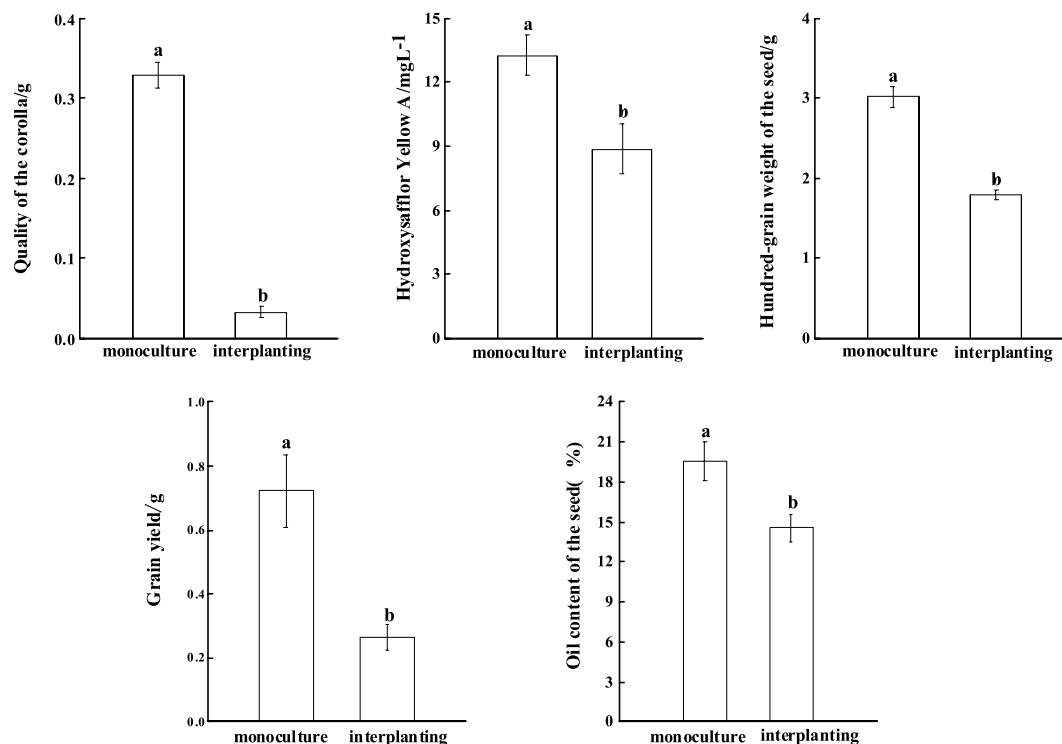 Quality of the corolla/g
0.4
0.3
0.2
0.1
0.0
a
b
monoculture interplanting
Hydroxysafflor Yellow A/mgL-1
15
12
9
6
3
0
a
b
monoculture interplanting
Hundred-grain weight of the seed/g
4
3
2
1
0
a
b
monoculture interplanting
Grain yield/g
1.0
0.8
0.6
0.4
0.2
0.0
a
b
monoculture interplanting
Oil content of the seed( %)
24
21
18
15
12
9
6
3
0
a
b
monoculture interplanting